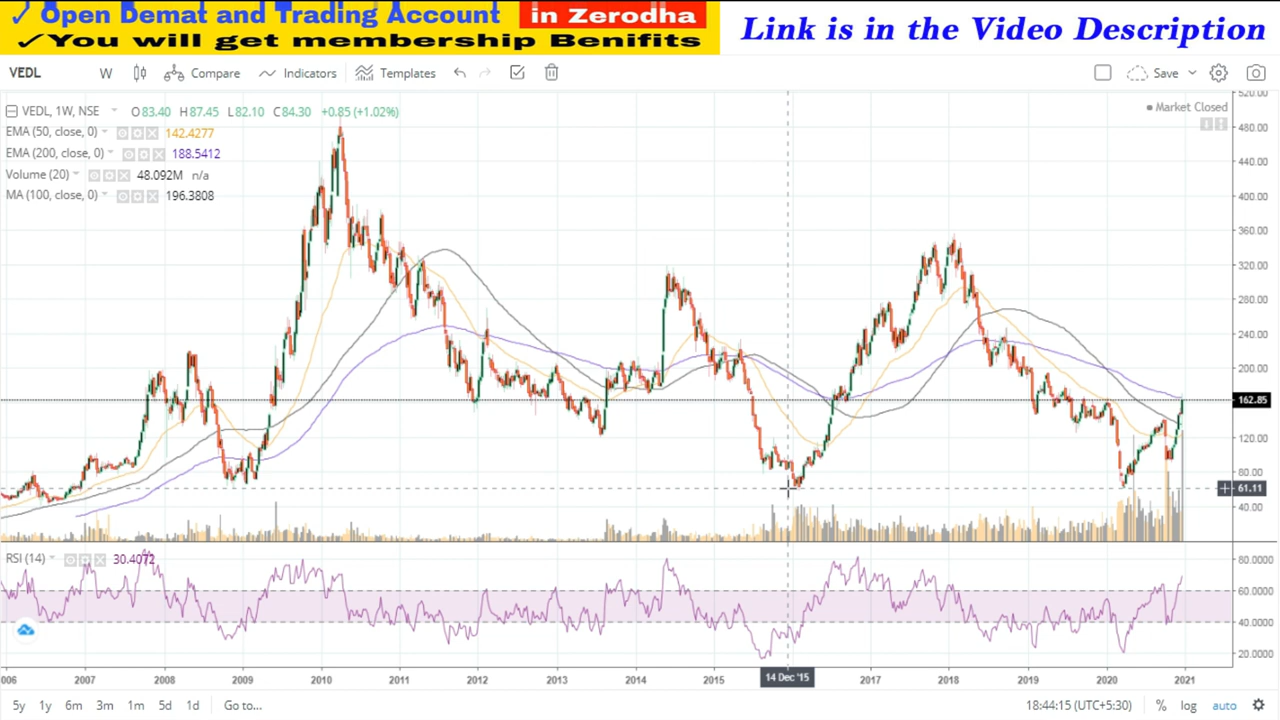 ✓ Open Demat and Trading Account in Zerodha
✓You will get membership Benifits
Link is in the Video Description
VEDL W Compare Indicators Templates Save
VEDL, 1W, NSE O83.40 H87.45 L82.10 C84.30 +0.85 (+1.02%)
Market Closed
EMA (50, close, 0) 142.4277
EMA (200, close, 0) 188.5412
Volume (20) 48.092M n/a
MA (100, close, 0) 196.3808
520.00
480.00
440.00
400.00
360.00
320.00
280.00
240.00
200.00
162.85
120.00
80.00
61.11
40.00
RSI (14) 30.4072
80.0000
60.0000
40.0000
20.0000
2006 2007 2008 2009 2010 2011 2012 2013 2014 2015 14 Dec '15 2017 2018 2019 2020 2021
5y 1y 6m 3m 1m 5d 1d Go to... 18:44:15 (UTC+5:30) % log auto